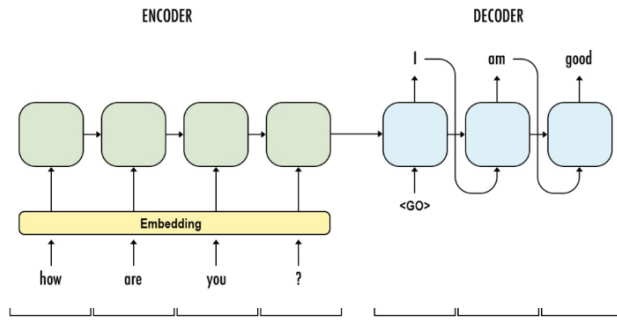 ENCODER DECODER
I am good
Embedding
<GO>
how are you ?